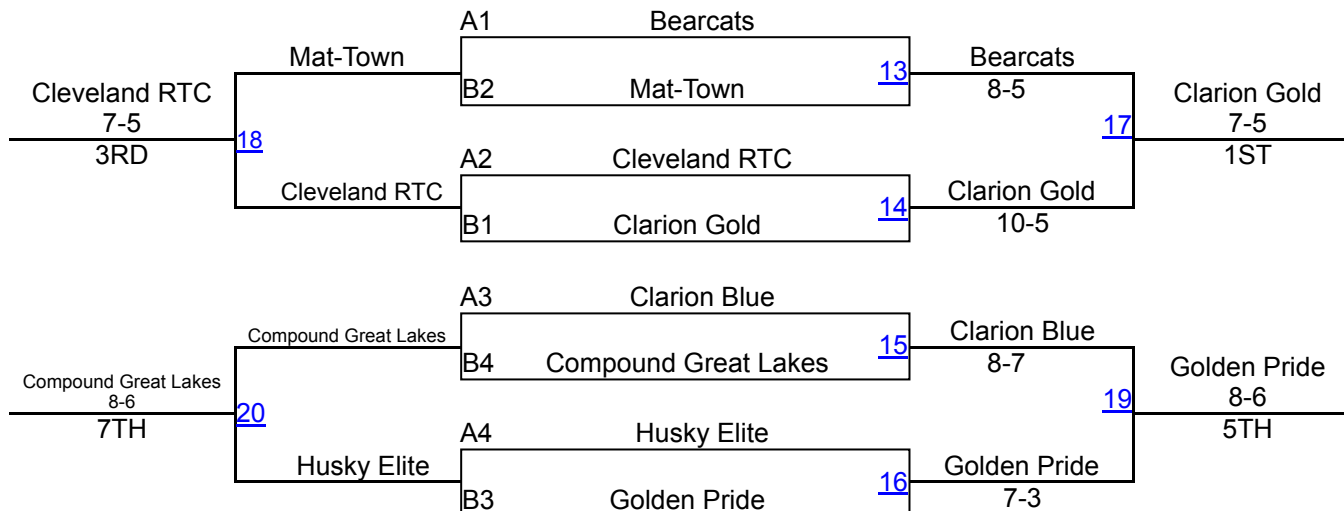 A1 Bearcats
Mat-Town
B2 Mat-Town
13
Bearcats
8-5
Cleveland RTC
7-5
3RD
18
17
Clarion Gold
7-5
1ST
A2 Cleveland RTC
Cleveland RTC
B1 Clarion Gold
14
Clarion Gold
10-5
A3 Clarion Blue
Compound Great Lakes
B4 Compound Great Lakes
15
Clarion Blue
8-7
Compound Great Lakes
8-6
7TH
20
19
Golden Pride
8-6
5TH
A4 Husky Elite
Husky Elite
B3 Golden Pride
16
Golden Pride
7-3